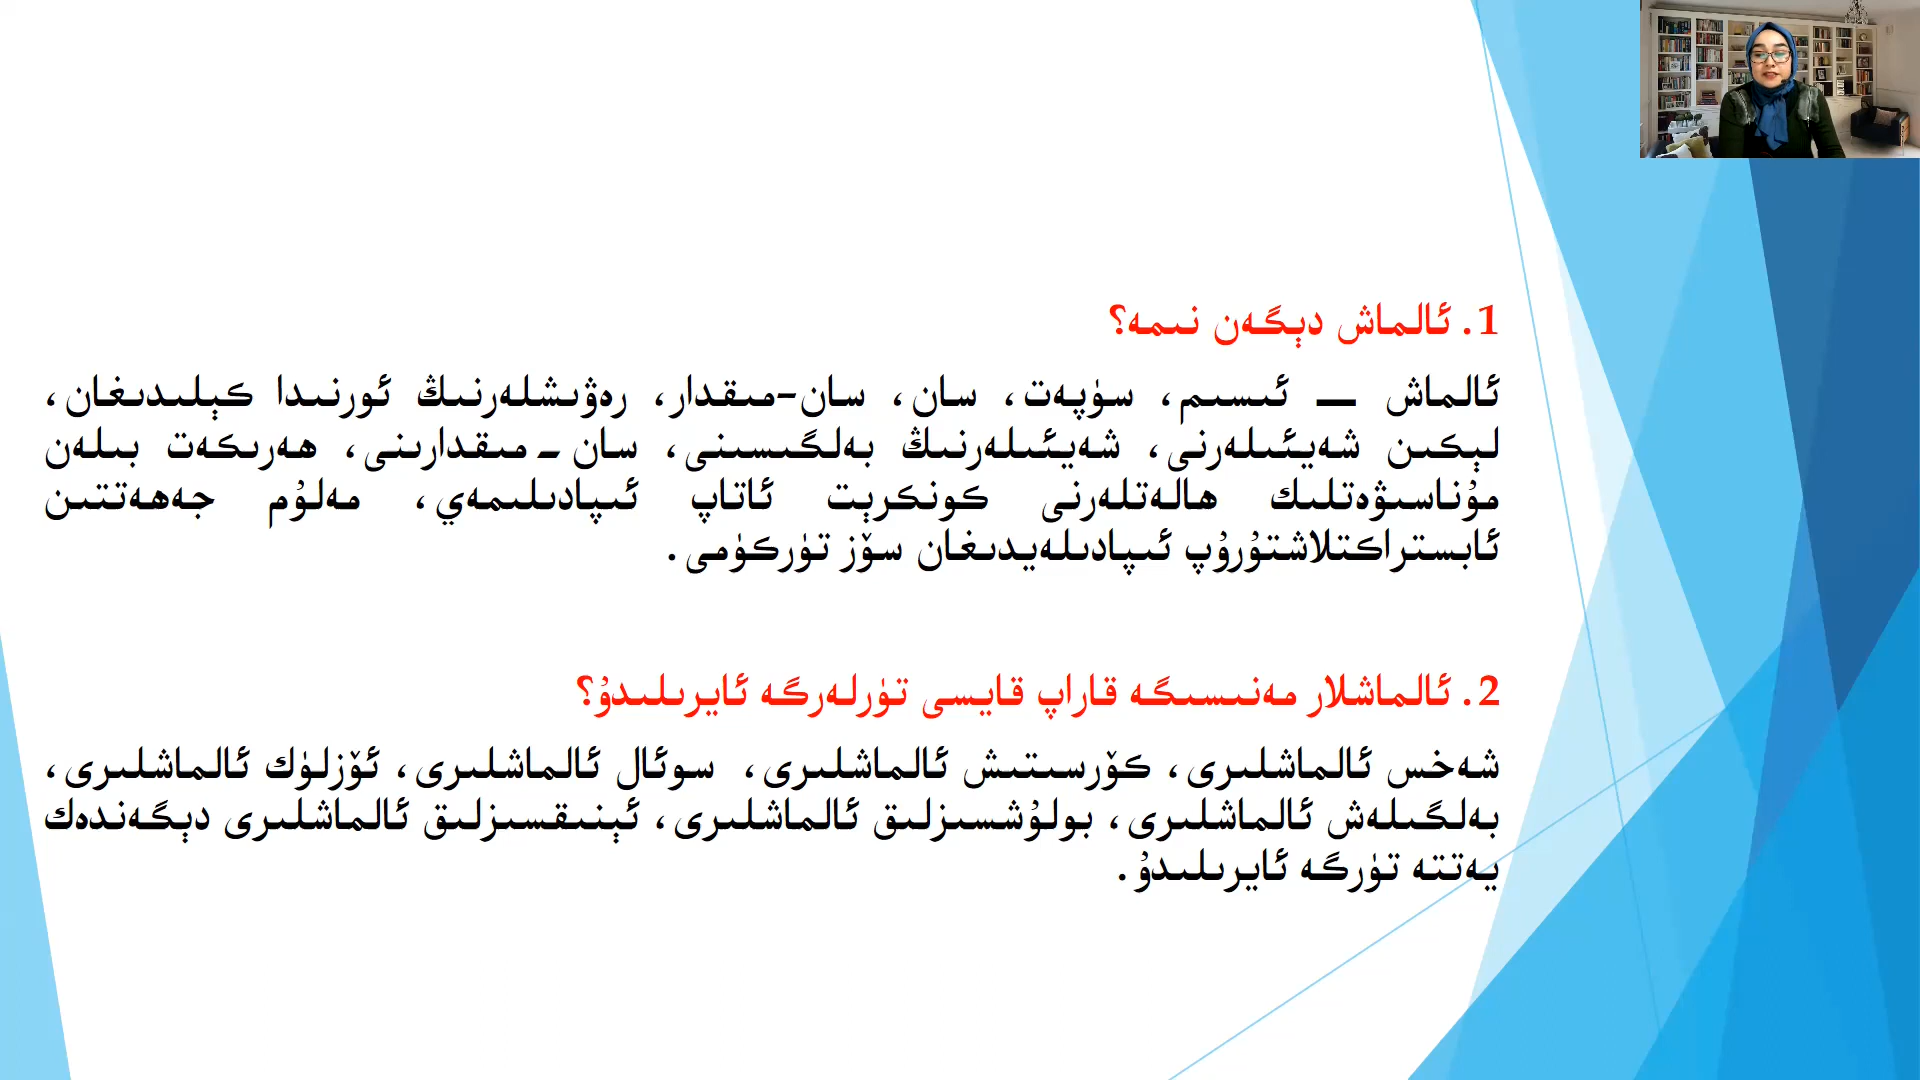 1. ئالماش دېگەن نىمە؟
ئالماش — ئىسىم، سۈپەت، سان، سان-مىقدار، رەۋىشلەرنىڭ ئورنىدا كېلىدىغان،
لېكىن شەيئىلەرنى، شەيئىلەرنىڭ بەلگىسىنى، سان - مىقدارىنى، ھەرىكەت بىلەن
مۇناسىۋەتلىك ھالەتلەرنى كونكرېت ئاتاپ ئىپادىلىمەي، مەلۇم جەھەتتىن
ئابستراكتلاشتۇرۇپ ئىپادىلەيدىغان سۆز تۈركۈمى.
2. ئالماشلار مەنىسىگە قاراپ قايسى تۈرلەرگە ئايرىلىدۇ؟
شەخس ئالماشلىرى، كۆرسىتىش ئالماشلىرى، سوئال ئالماشلىرى، ئۆزلۈك ئالماشلىرى،
بەلگىلەش ئالماشلىرى، بولۇشسىزلىق ئالماشلىرى، ئېنىقسىزلىق ئالماشلىرى دېگەندەك
يەتتە تۈرگە ئايرىلىدۇ.